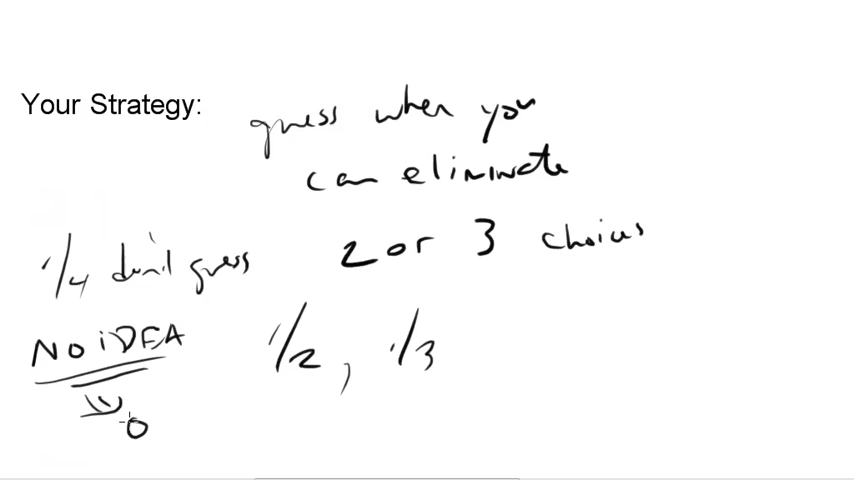 Your Strategy: guess when you
can eliminate
2 or 3 choices
1/4 don't guess
NO iDEA
1/2, 1/3